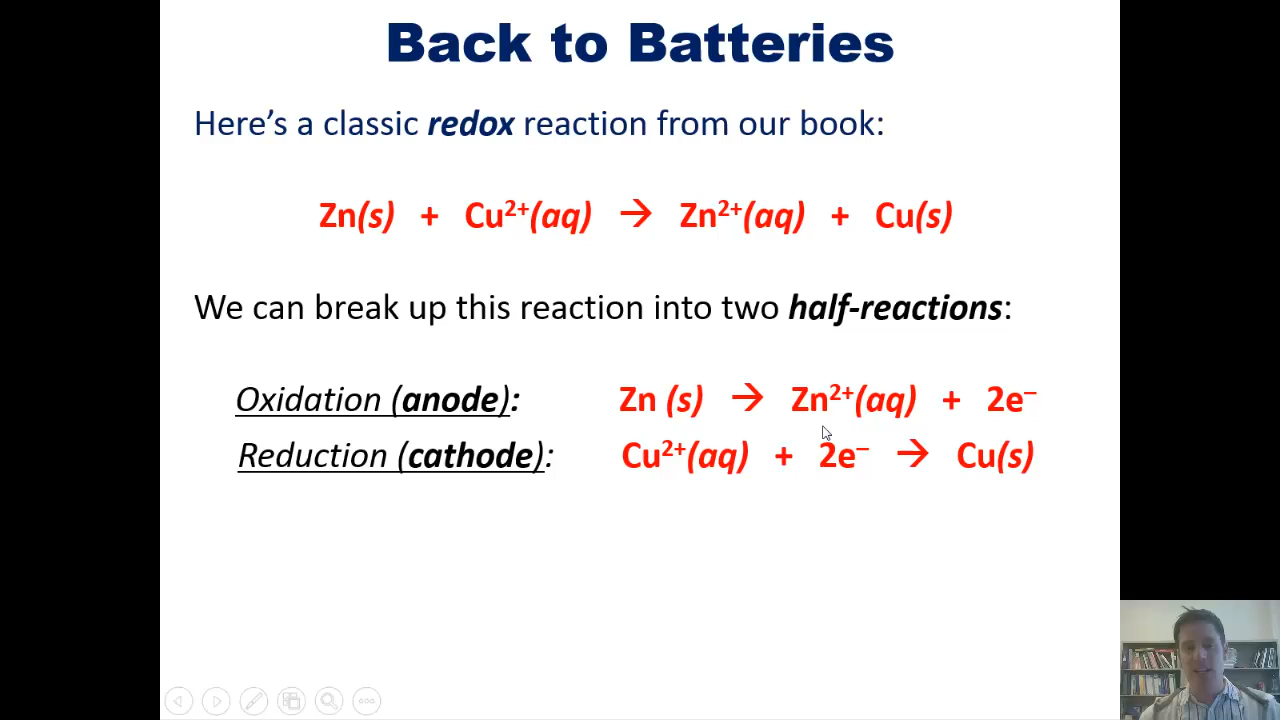 Back to Batteries
Here’s a classic redox reaction from our book:
Zn(s) + Cu²⁺(aq) → Zn²⁺(aq) + Cu(s)
We can break up this reaction into two half-reactions:
Oxidation (anode): Zn (s) → Zn²⁺(aq) + 2e⁻
Reduction (cathode): Cu²⁺(aq) + 2e⁻ → Cu(s)